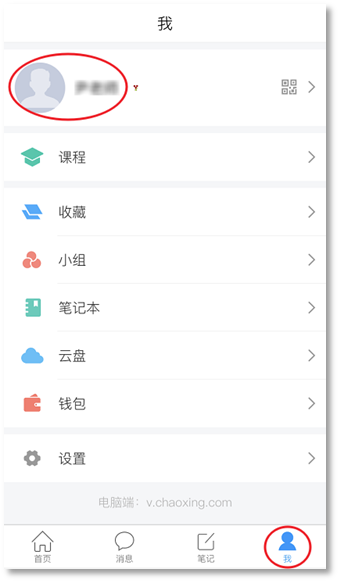 我
课程
收藏
小组
笔记本
云盘
钱包
设置
电脑端：v.chaoxing.com
首页
消息
笔记
我